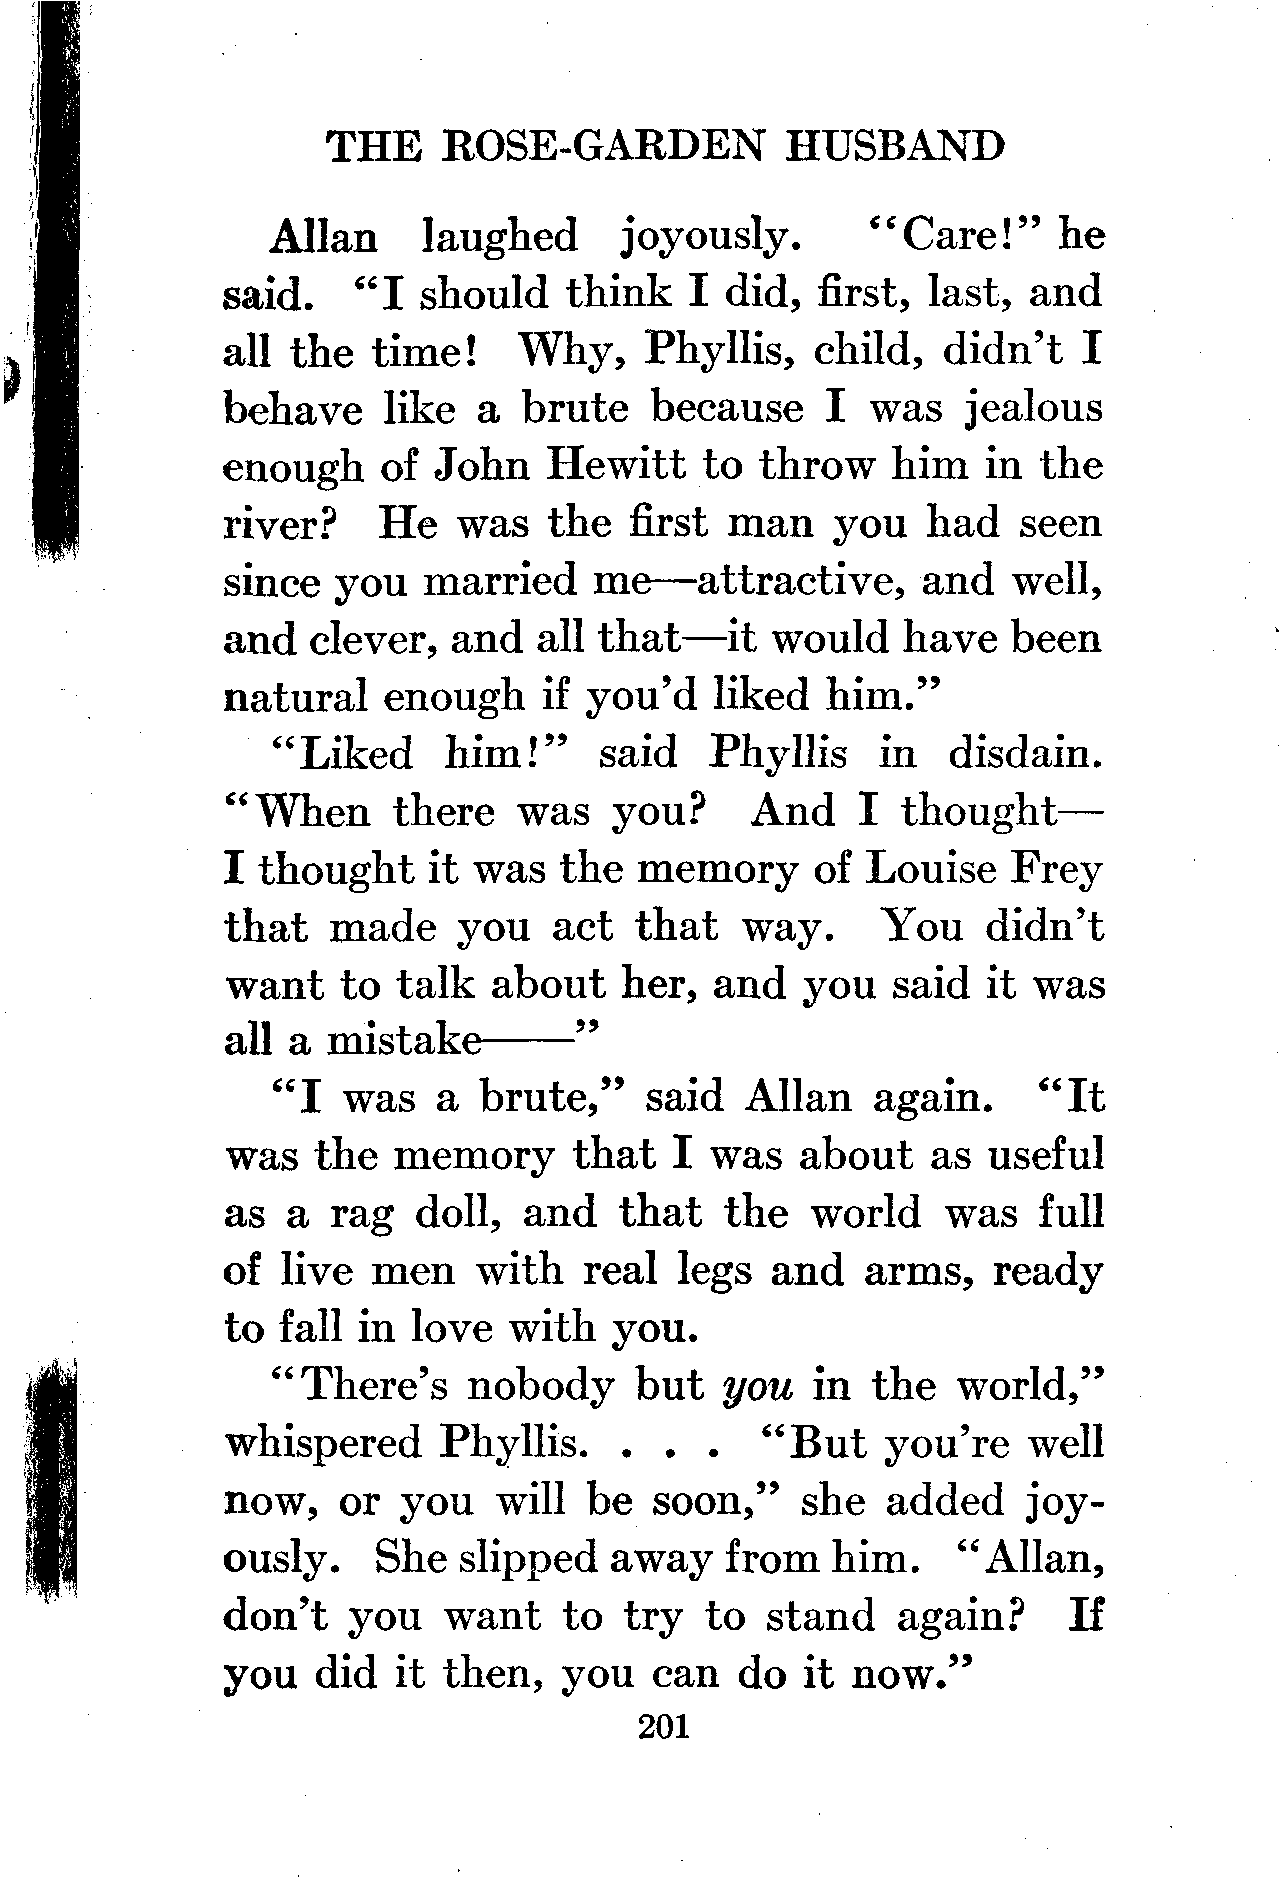 THE ROSE-GARDEN HUSBAND
Allan laughed joyously. "Care!" he
said. "I should think I did, first, last, and
all the time! Why, Phyllis, child, didn't I
behave like a brute because I was jealous
enough of John Hewitt to throw him in the
river? He was the first man you had seen
since you married me—attractive, and well,
and clever, and all that—it would have been
natural enough if you'd liked him."
"Liked him!" said Phyllis in disdain.
"When there was you? And I thought—
I thought it was the memory of Louise Frey
that made you act that way. You didn't
want to talk about her, and you said it was
all a mistake——"
"I was a brute," said Allan again. "It
was the memory that I was about as useful
as a rag doll, and that the world was full
of live men with real legs and arms, ready
to fall in love with you.
"There's nobody but you in the world,"
whispered Phyllis. . . . "But you're well
now, or you will be soon," she added joy-
ously. She slipped away from him. "Allan,
don't you want to try to stand again? If
you did it then, you can do it now."
201